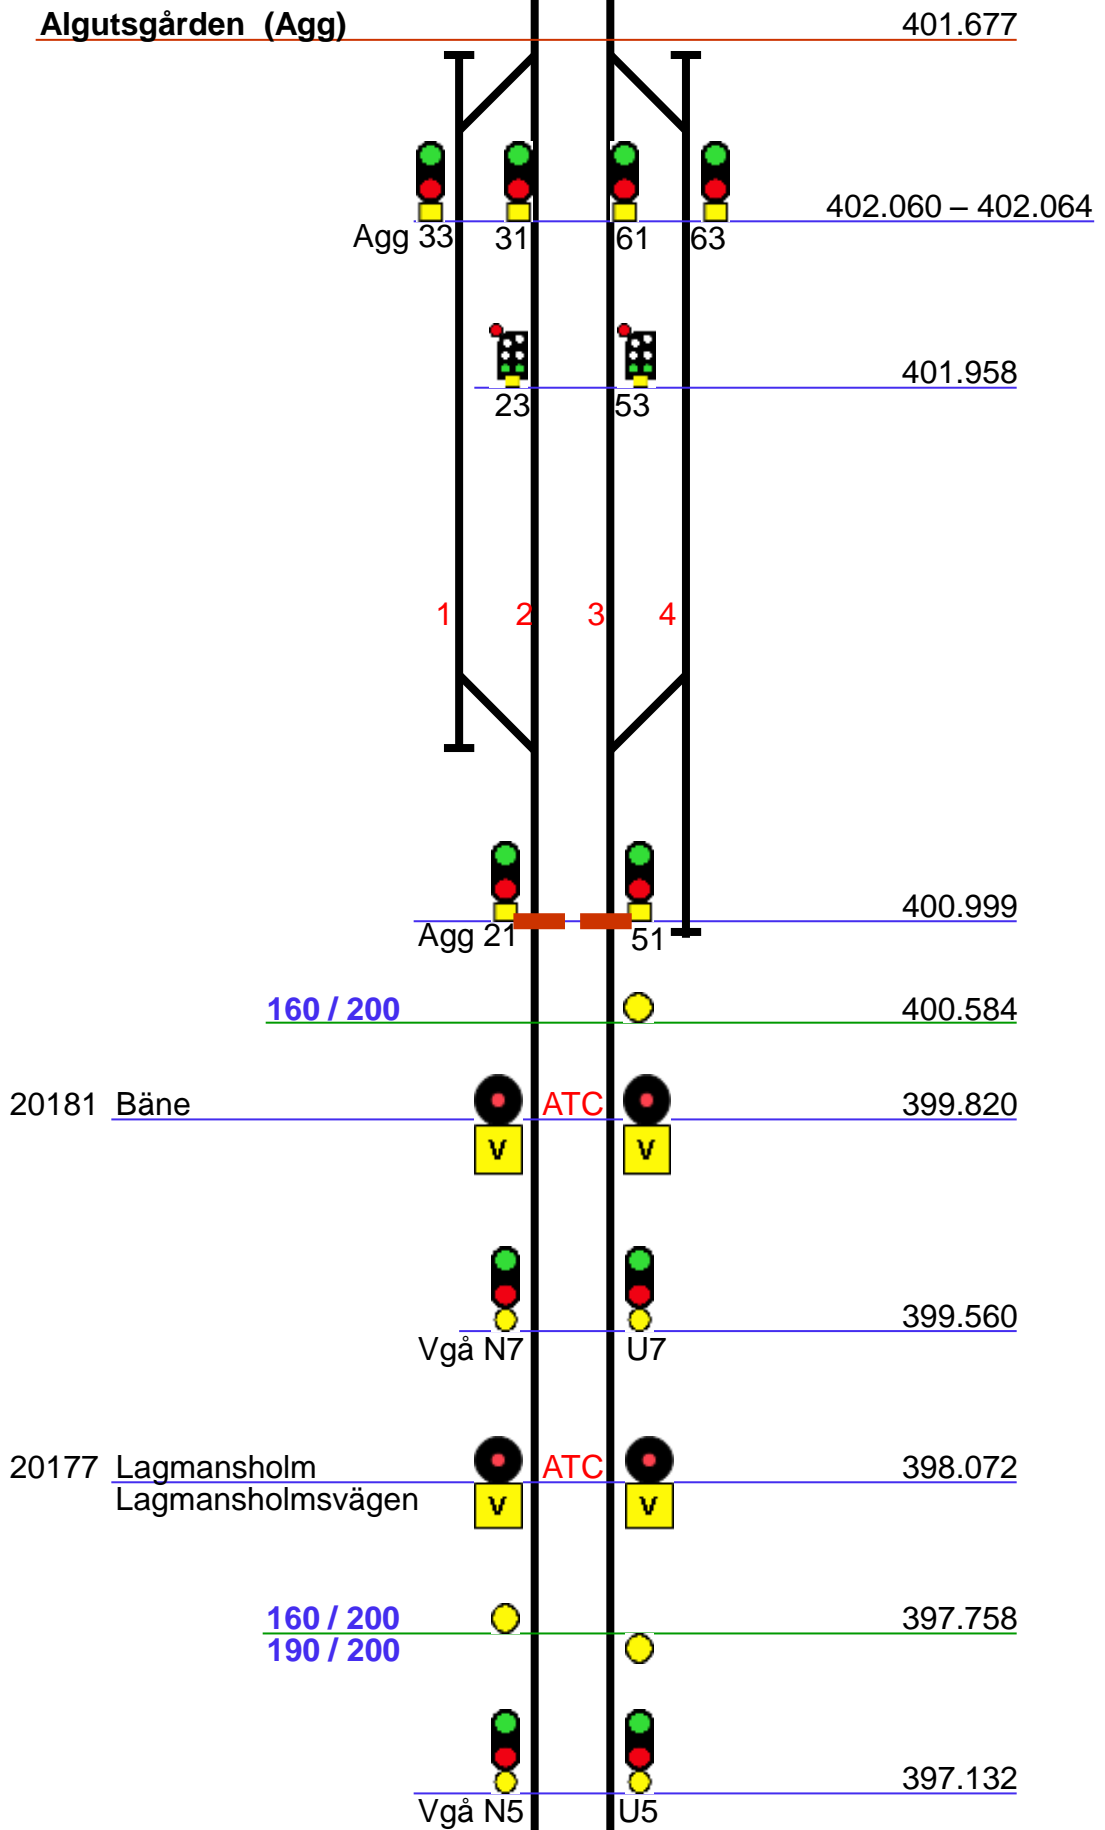 Algutsgården (Agg) 401.677
402.060 – 402.064
Agg 33 31 61 63
401.958
23 53
1 2 3 4
400.999
Agg 21 51
160 / 200 400.584
20181 Bäne ATC 399.820
V V
399.560
Vgå N7 U7
20177 Lagmansholm ATC 398.072
Lagmansholmsvägen V V
160 / 200 397.758
190 / 200
397.132
Vgå N5 U5